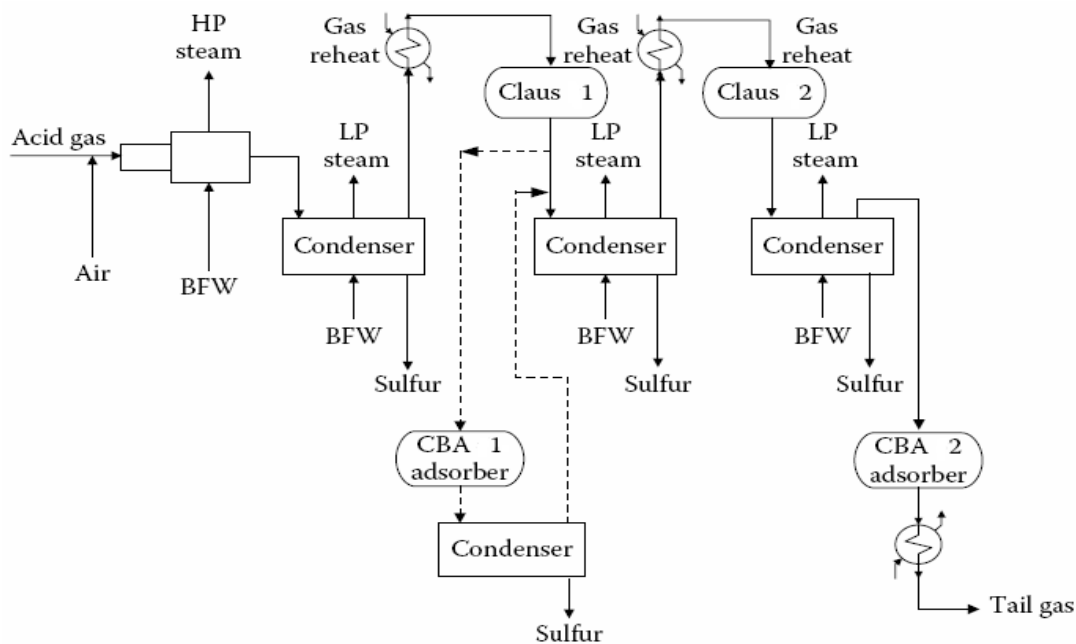 HP
steam
Gas
reheat
Gas
reheat
Gas
reheat
Gas
reheat
Claus 1
Claus 2
Acid gas
LP
steam
LP
steam
LP
steam
Condenser
Condenser
Condenser
Air
BFW
BFW
BFW
BFW
Sulfur
Sulfur
Sulfur
CBA 1
adsorber
CBA 2
adsorber
Condenser
Tail gas
Sulfur